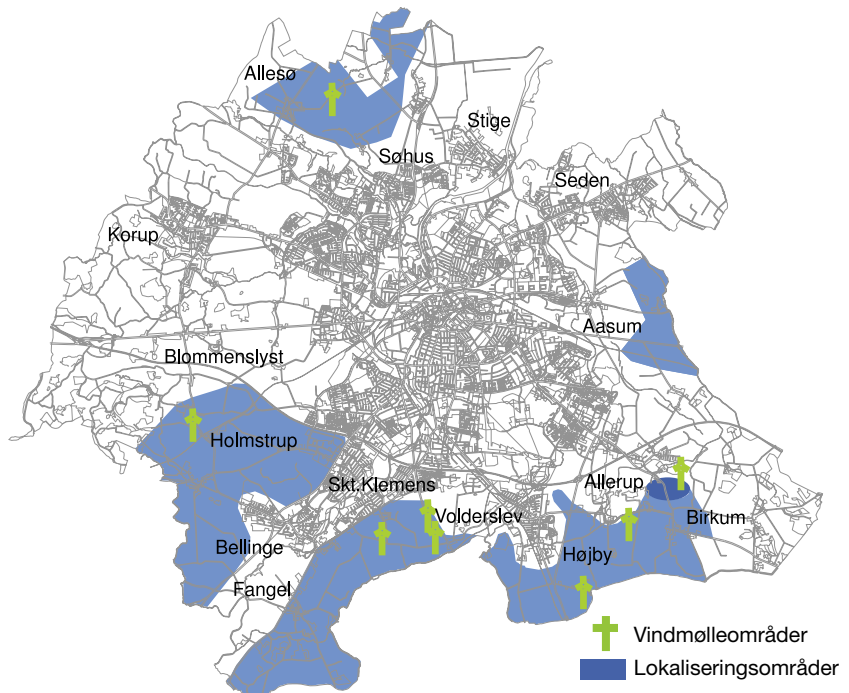 Allesø
Stige
Søhus
Seden
Korup
Aasum
Blommenslyst
Holmstrup
Skt.Klemens
Allerup
Volderslev
Birkum
Bellinge
Højby
Fangel
Vindmølleområder
Lokaliseringsområder